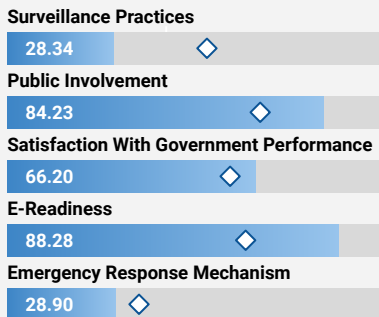 Surveillance Practices
28.34
Public Involvement
84.23
Satisfaction With Government Performance
66.20
E-Readiness
88.28
Emergency Response Mechanism
28.90